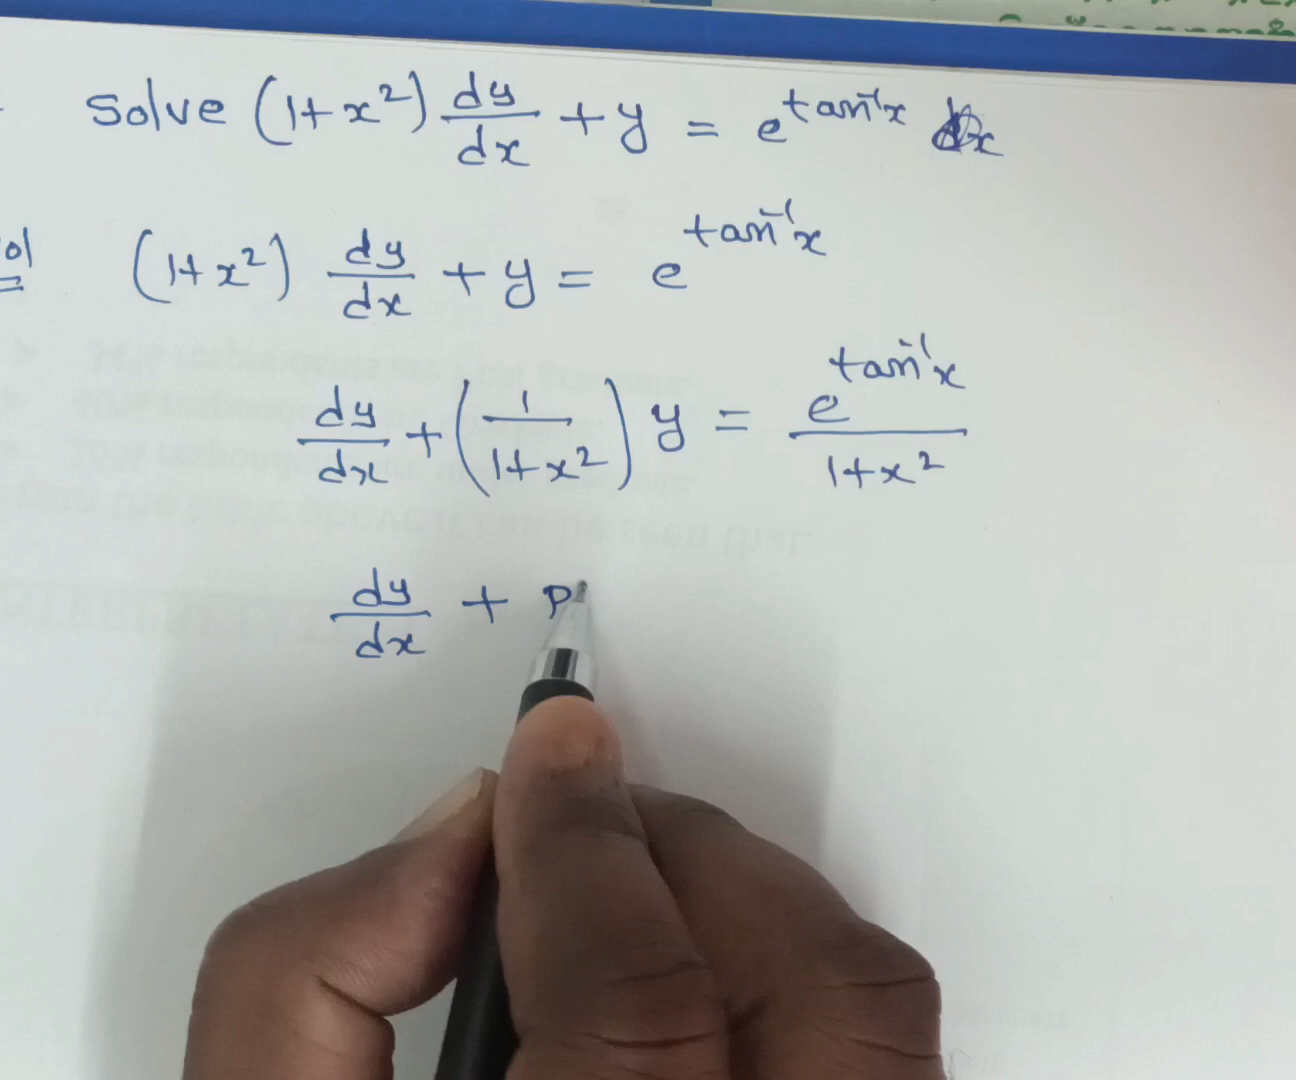 Solve (1+x²) dy/dx + y = e^tan⁻¹x
ol (1+x²) dy/dx + y = e^tan⁻¹x
dy/dx + (1/1+x²) y = e^tan⁻¹x/1+x²
dy/dx + P